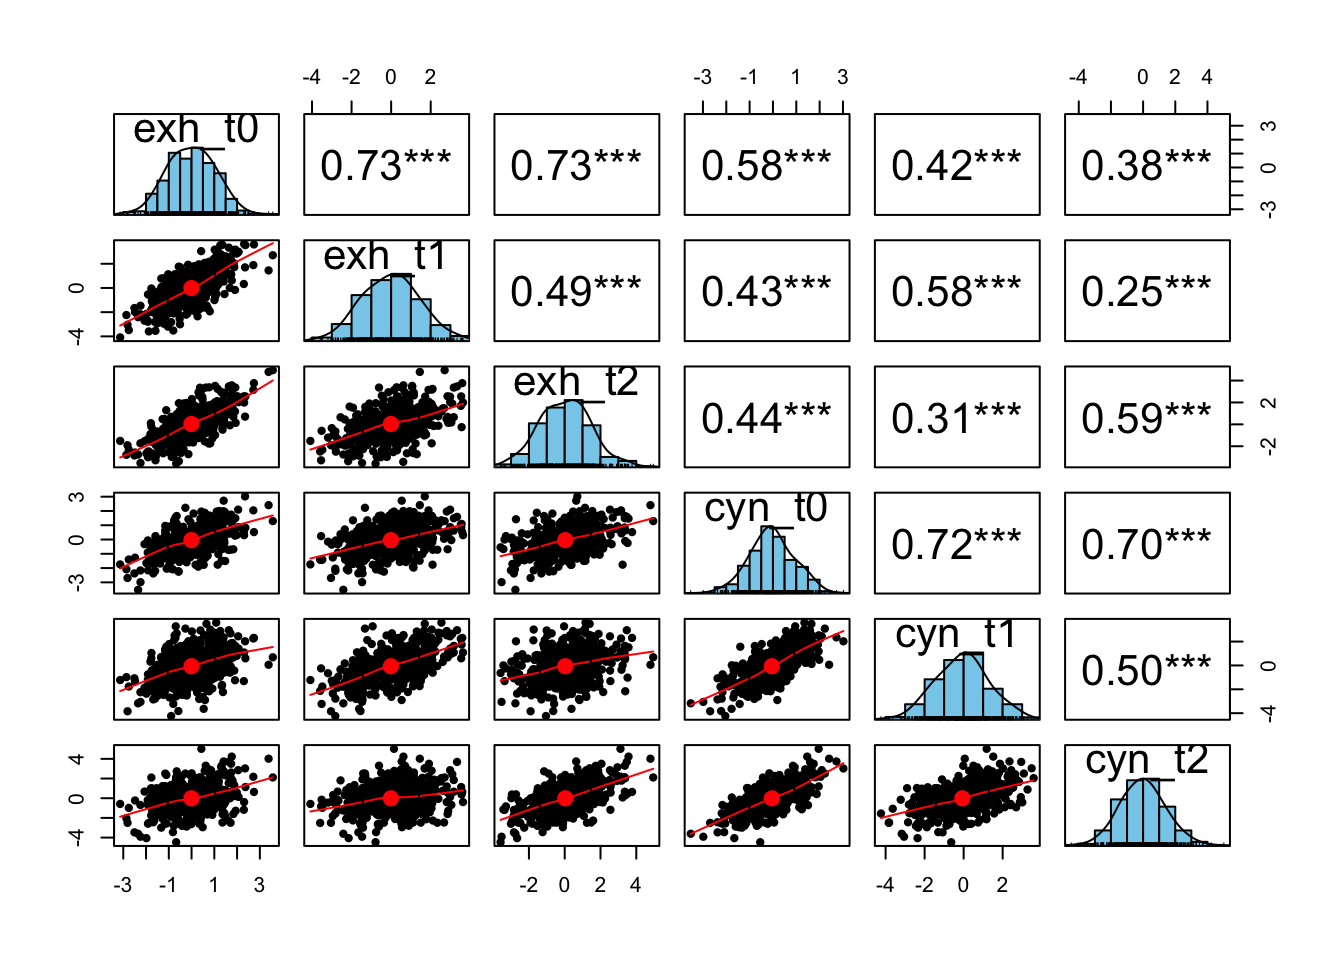 -4 -2 0 2 -3 -1 1 3 -4 0 2 4
exh_t0 0.73*** 0.73*** 0.58*** 0.42*** 0.38*** -3 0 3
-4 0 exh_t1 0.49*** 0.43*** 0.58*** 0.25***
exh_t2 0.44*** 0.31*** 0.59*** -2 2
-3 0 3 cyn_t0 0.72*** 0.70***
cyn_t1 0.50*** -4 0
-4 0 4 cyn_t2
-3 -1 1 3 -2 0 2 4 -4 -2 0 2